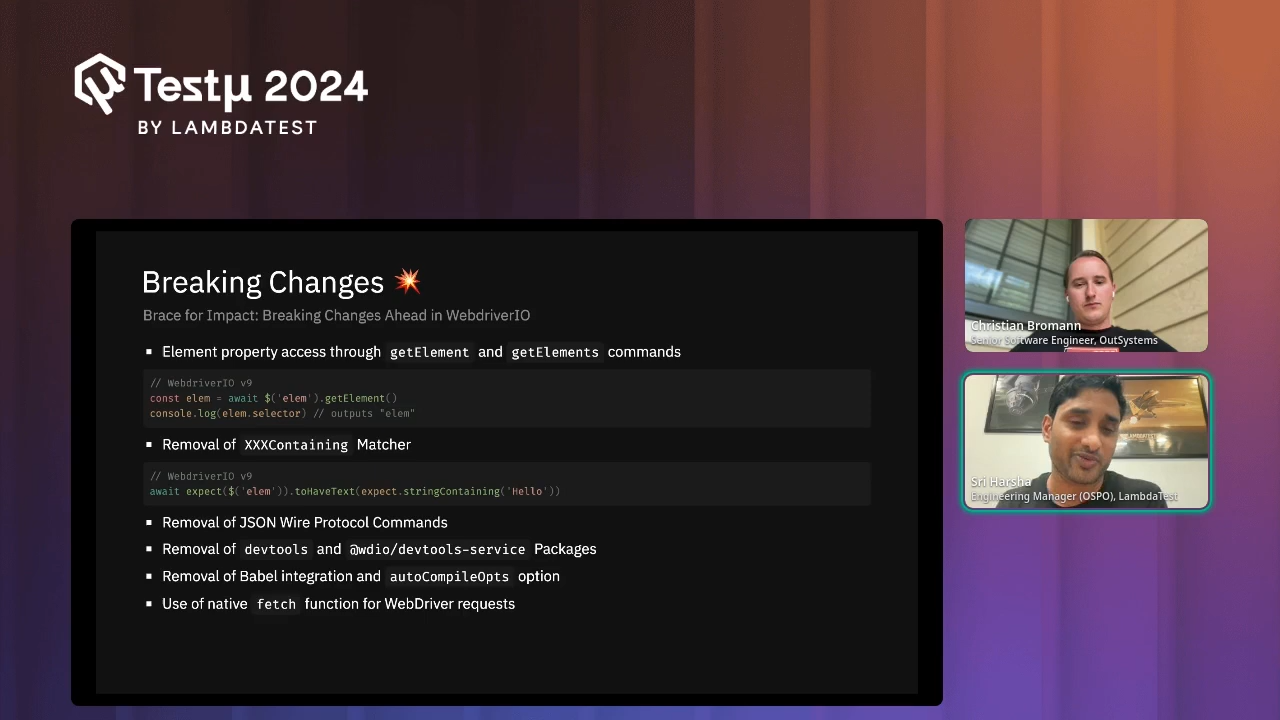 Testμ 2024
BY LAMBDATEST
Breaking Changes 💥
Brace for Impact: Breaking Changes Ahead in WebdriverIO
▪ Element property access through getElement and getElements commands
// WebdriverIO v9
const elem = await $('elem').getElement()
console.log(elem.selector) // outputs "elem"
▪ Removal of XXXContaining Matcher
// WebdriverIO v9
await expect($('elem')).toHaveText(expect.stringContaining('Hello'))
▪ Removal of JSON Wire Protocol Commands
▪ Removal of devtools and @wdio/devtools-service Packages
▪ Removal of Babel integration and autoCompileOpts option
▪ Use of native fetch function for WebDriver requests
Christian Bromann
Senior Software Engineer, OutSystems
LAMBDATEST
Sri Harsha
Engineering Manager (OSPO), LambdaTest